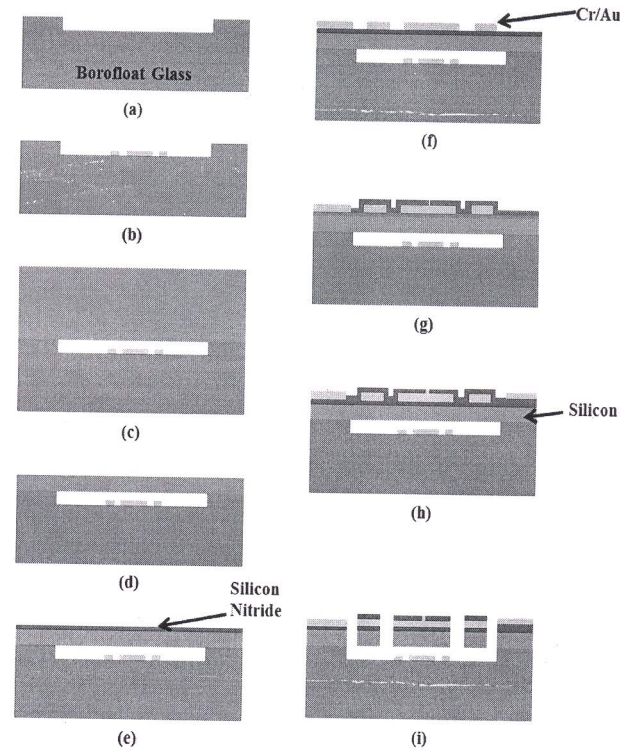 Borofloat Glass
(a)
(b)
(c)
(d)
Silicon
Nitride
(e)
Cr/Au
(f)
(g)
Silicon
(h)
(i)